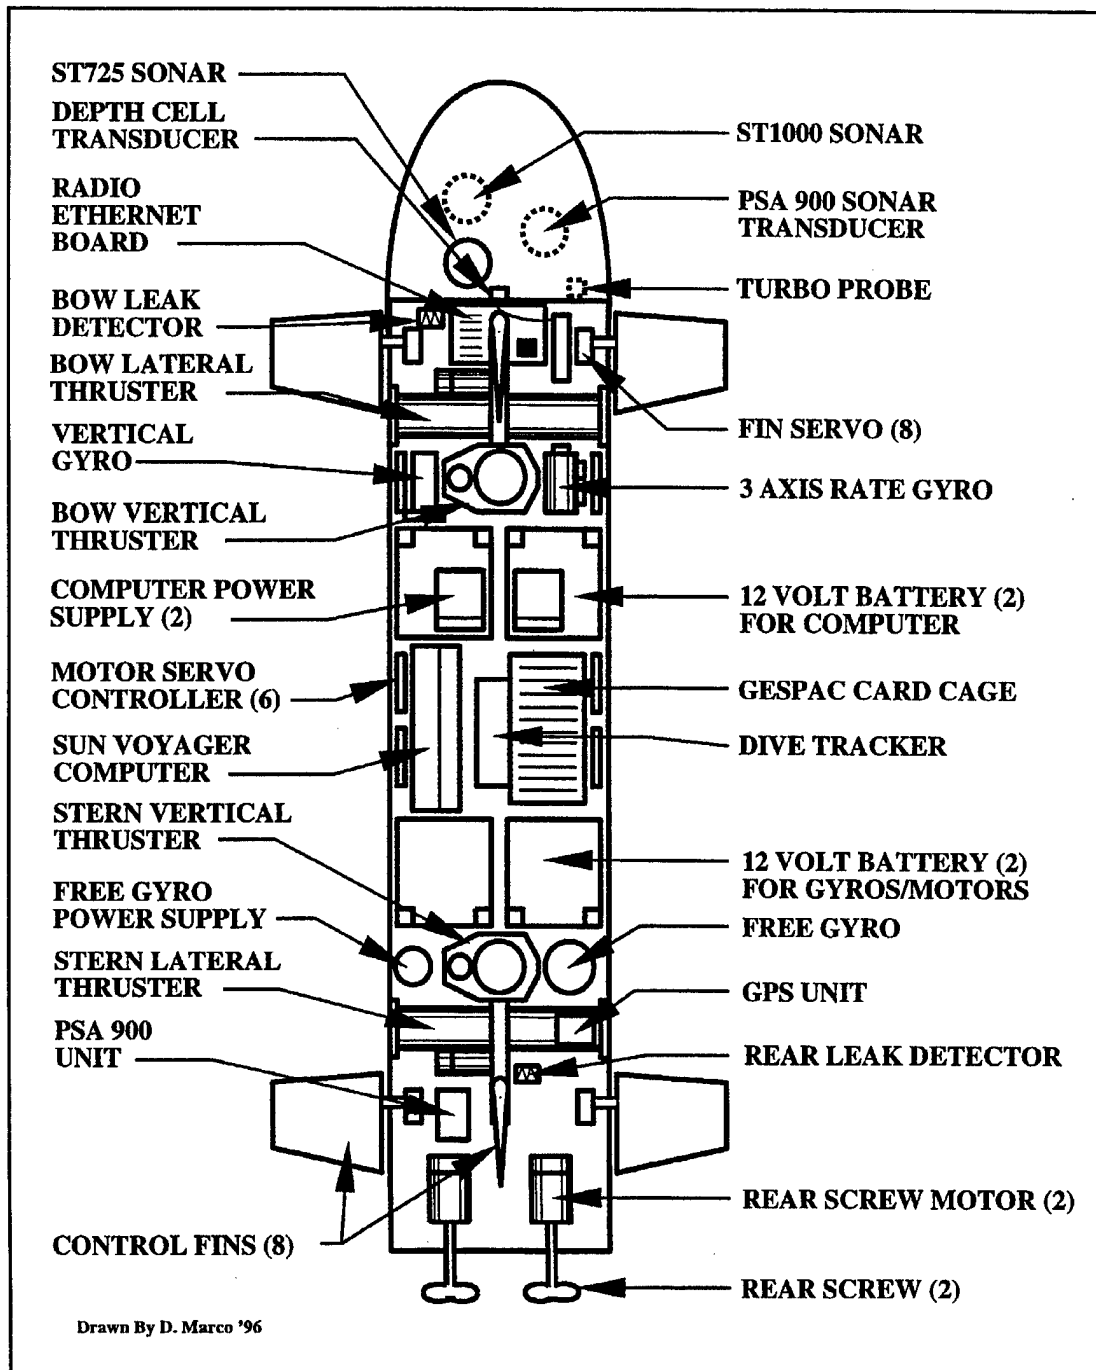 ST725 SONAR
DEPTH CELL
TRANSDUCER
RADIO
ETHERNET
BOARD
BOW LEAK
DETECTOR
BOW LATERAL
THRUSTER
VERTICAL
GYRO
BOW VERTICAL
THRUSTER
COMPUTER POWER
SUPPLY (2)
MOTOR SERVO
CONTROLLER (6)
SUN VOYAGER
COMPUTER
STERN VERTICAL
THRUSTER
FREE GYRO
POWER SUPPLY
STERN LATERAL
THRUSTER
PSA 900
UNIT
CONTROL FINS (8)
ST1000 SONAR
PSA 900 SONAR
TRANSDUCER
TURBO PROBE
FIN SERVO (8)
3 AXIS RATE GYRO
12 VOLT BATTERY (2)
FOR COMPUTER
GESPAC CARD CAGE
DIVE TRACKER
12 VOLT BATTERY (2)
FOR GYROS/MOTORS
FREE GYRO
GPS UNIT
REAR LEAK DETECTOR
REAR SCREW MOTOR (2)
REAR SCREW (2)
Drawn By D. Marco '96